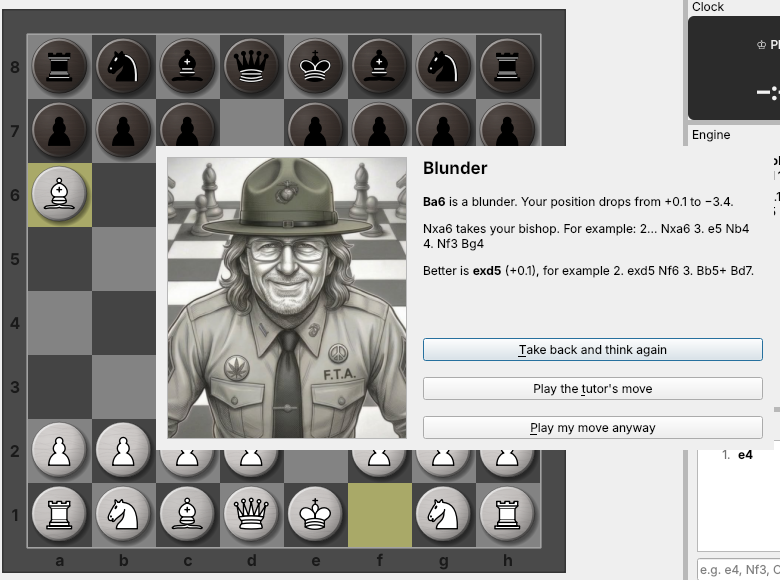 Clock
8
7
6
5
4
3
2
1
a b c d e f g h
Blunder
Ba6 is a blunder. Your position drops from +0.1 to −3.4.
Nxa6 takes your bishop. For example: 2... Nxa6 3. e5 Nb4
4. Nf3 Bg4
Better is exd5 (+0.1), for example 2. exd5 Nf6 3. Bb5+ Bd7.
F.T.A.
Take back and think again
Play the tutor's move
Play my move anyway
Engine
1. e4
e.g. e4, Nf3,